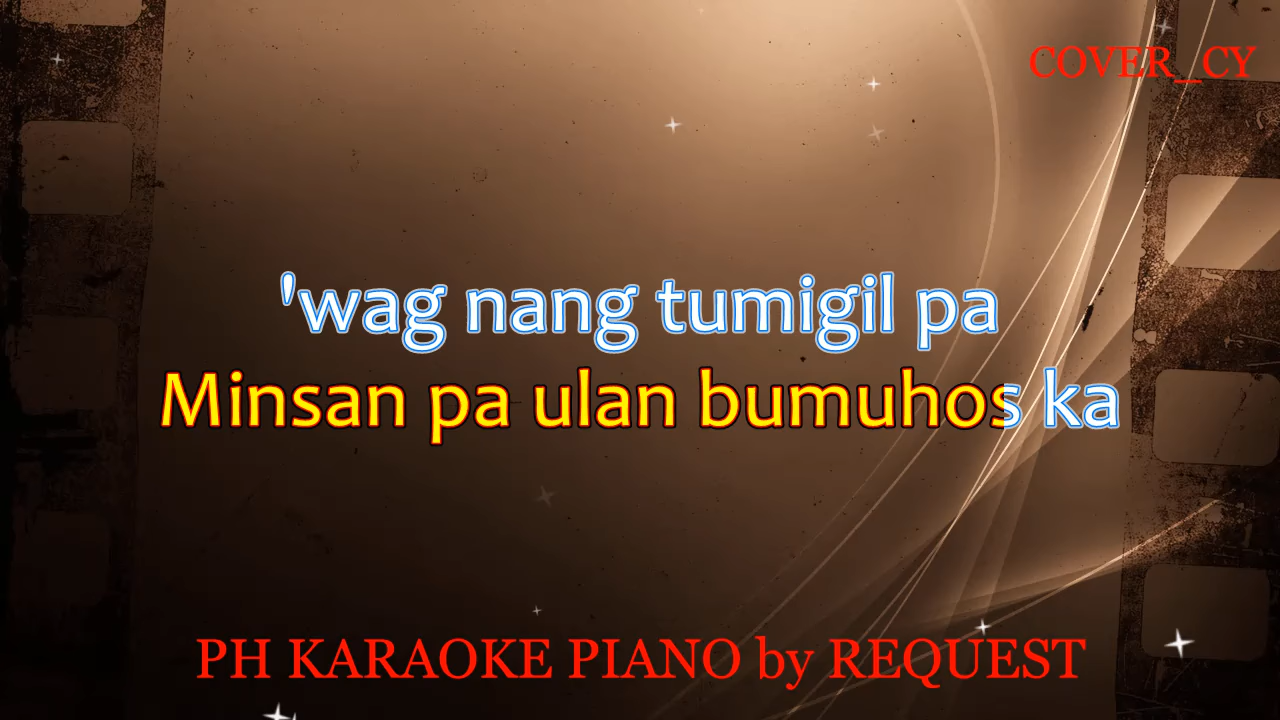 COVER_CY
'wag nang tumigil pa
Minsan pa ulan bumuhos ka
PH KARAOKE PIANO by REQUEST